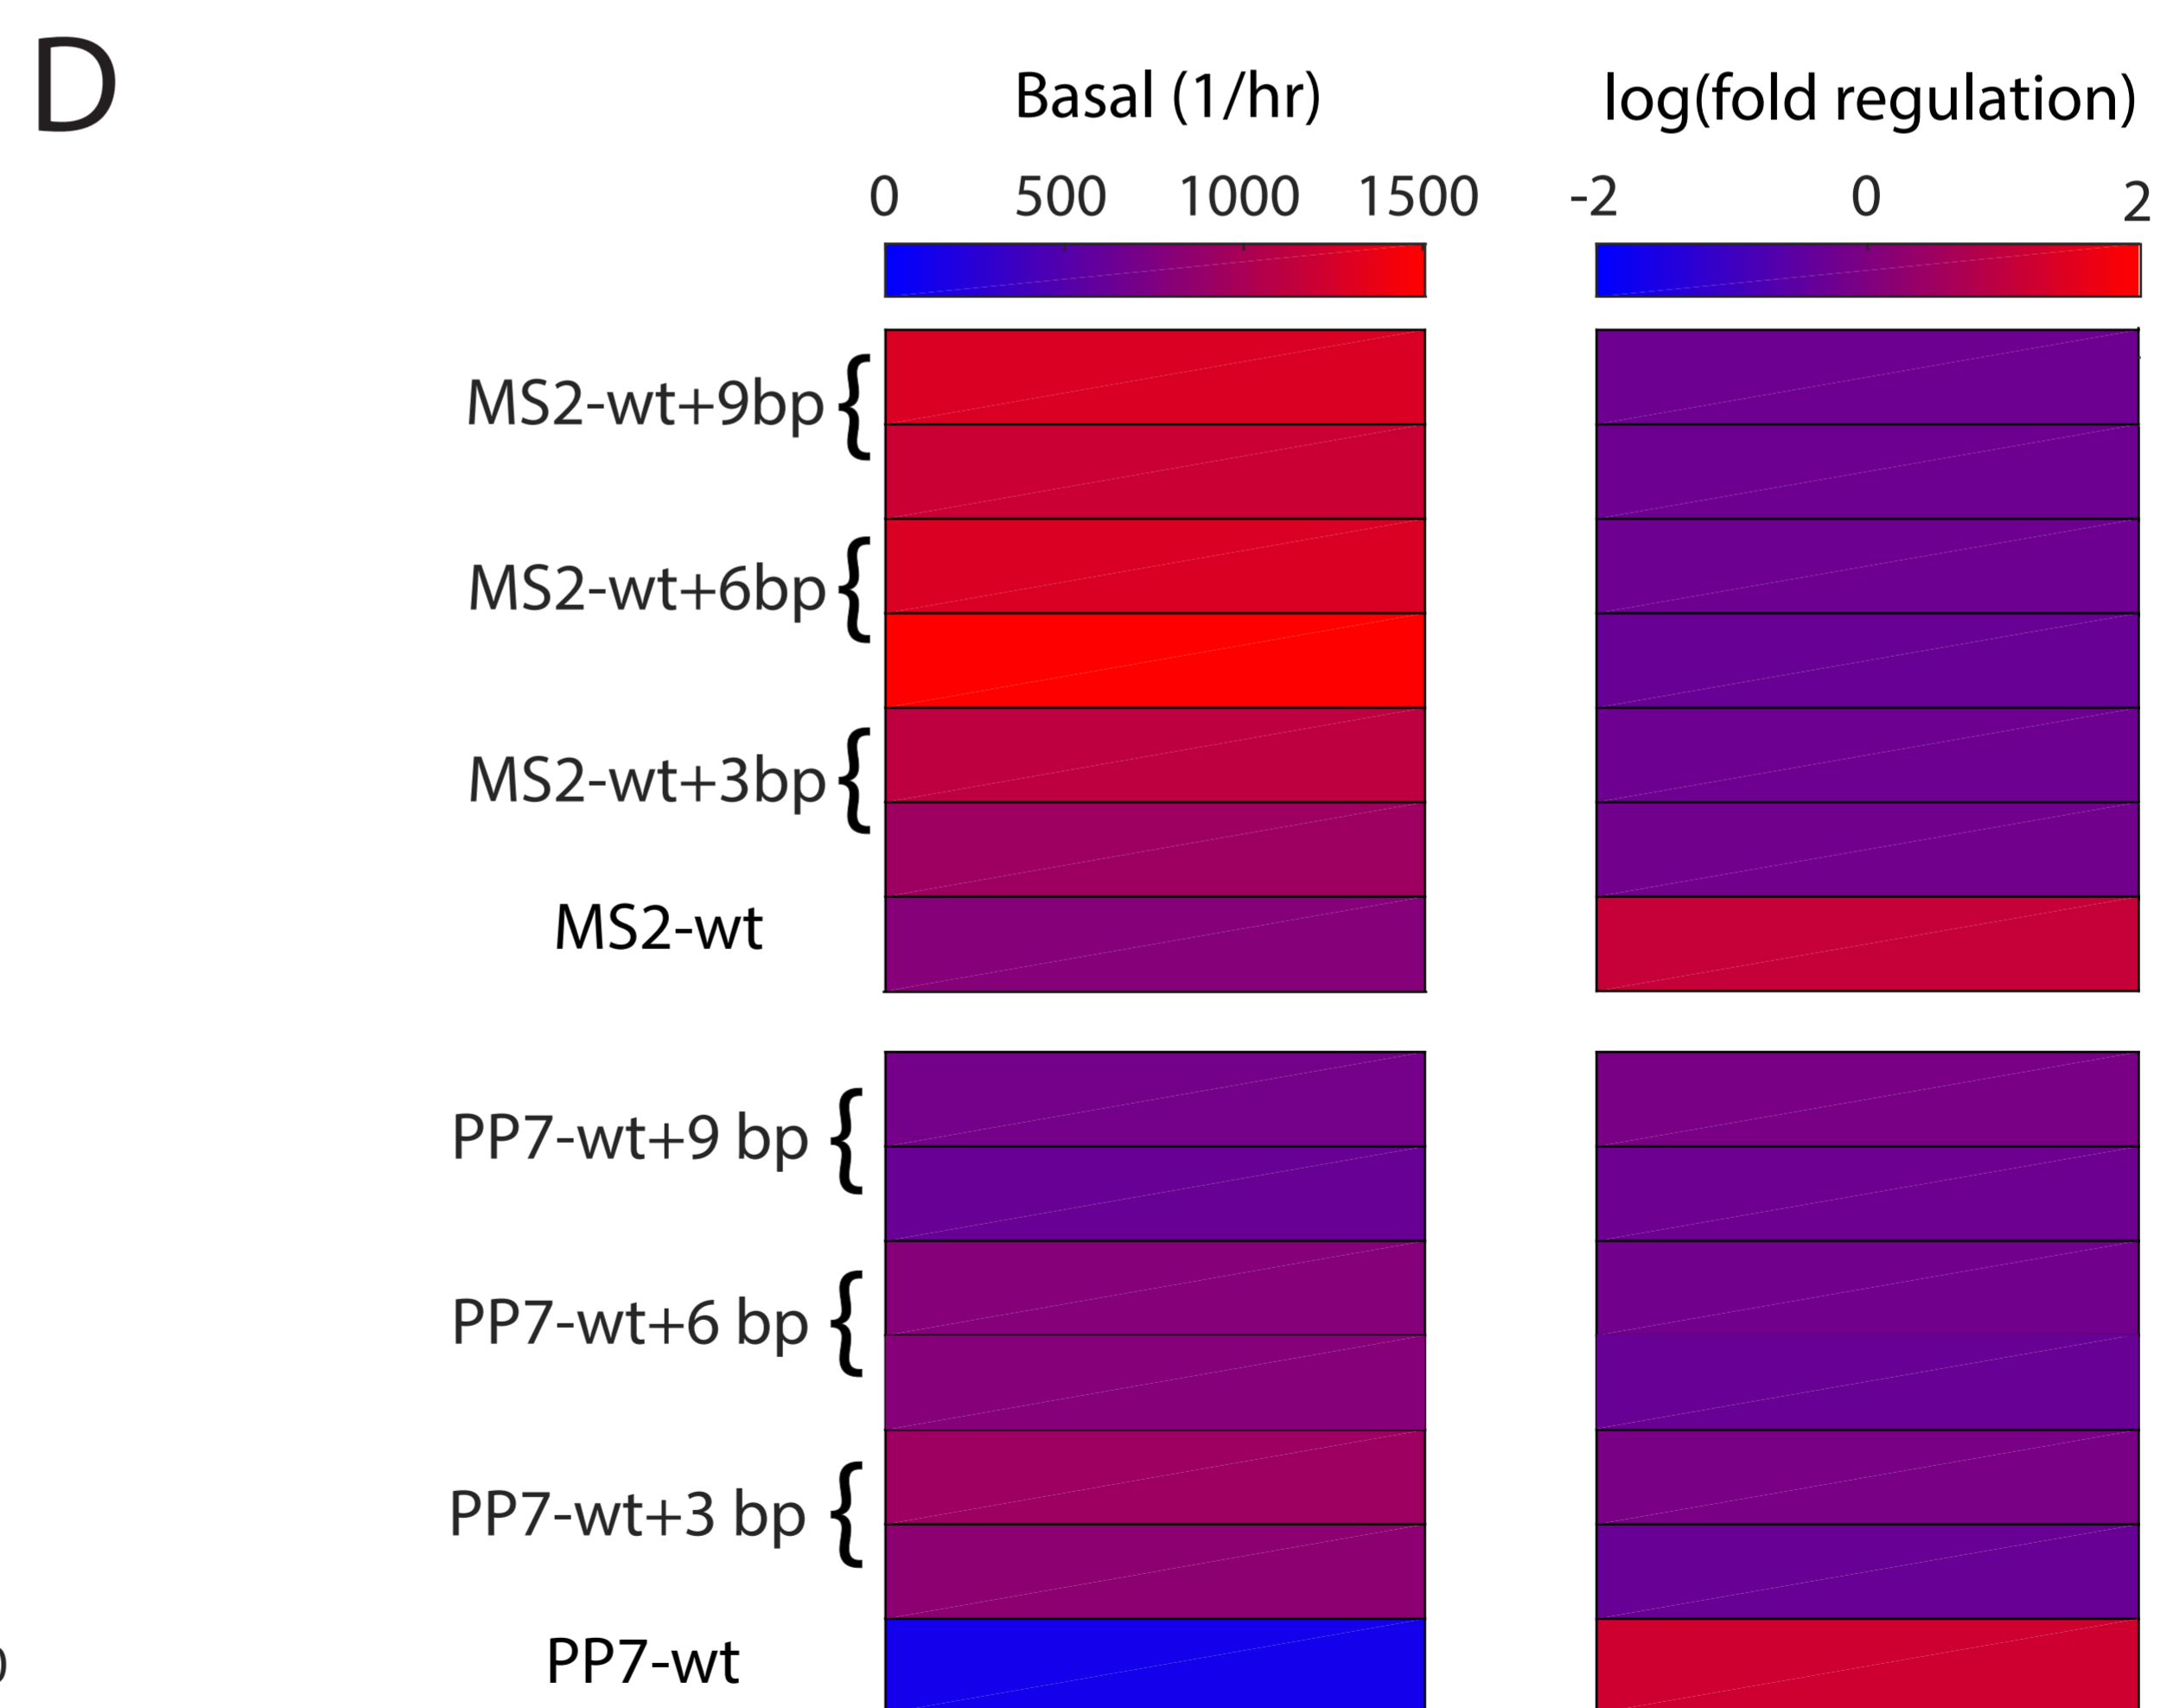 D
Basal (1/hr)
log(fold regulation)
0 500 1000 1500
-2 0 2
MS2-wt+9bp {
MS2-wt+6bp {
MS2-wt+3bp {
MS2-wt
PP7-wt+9 bp {
PP7-wt+6 bp {
PP7-wt+3 bp {
PP7-wt